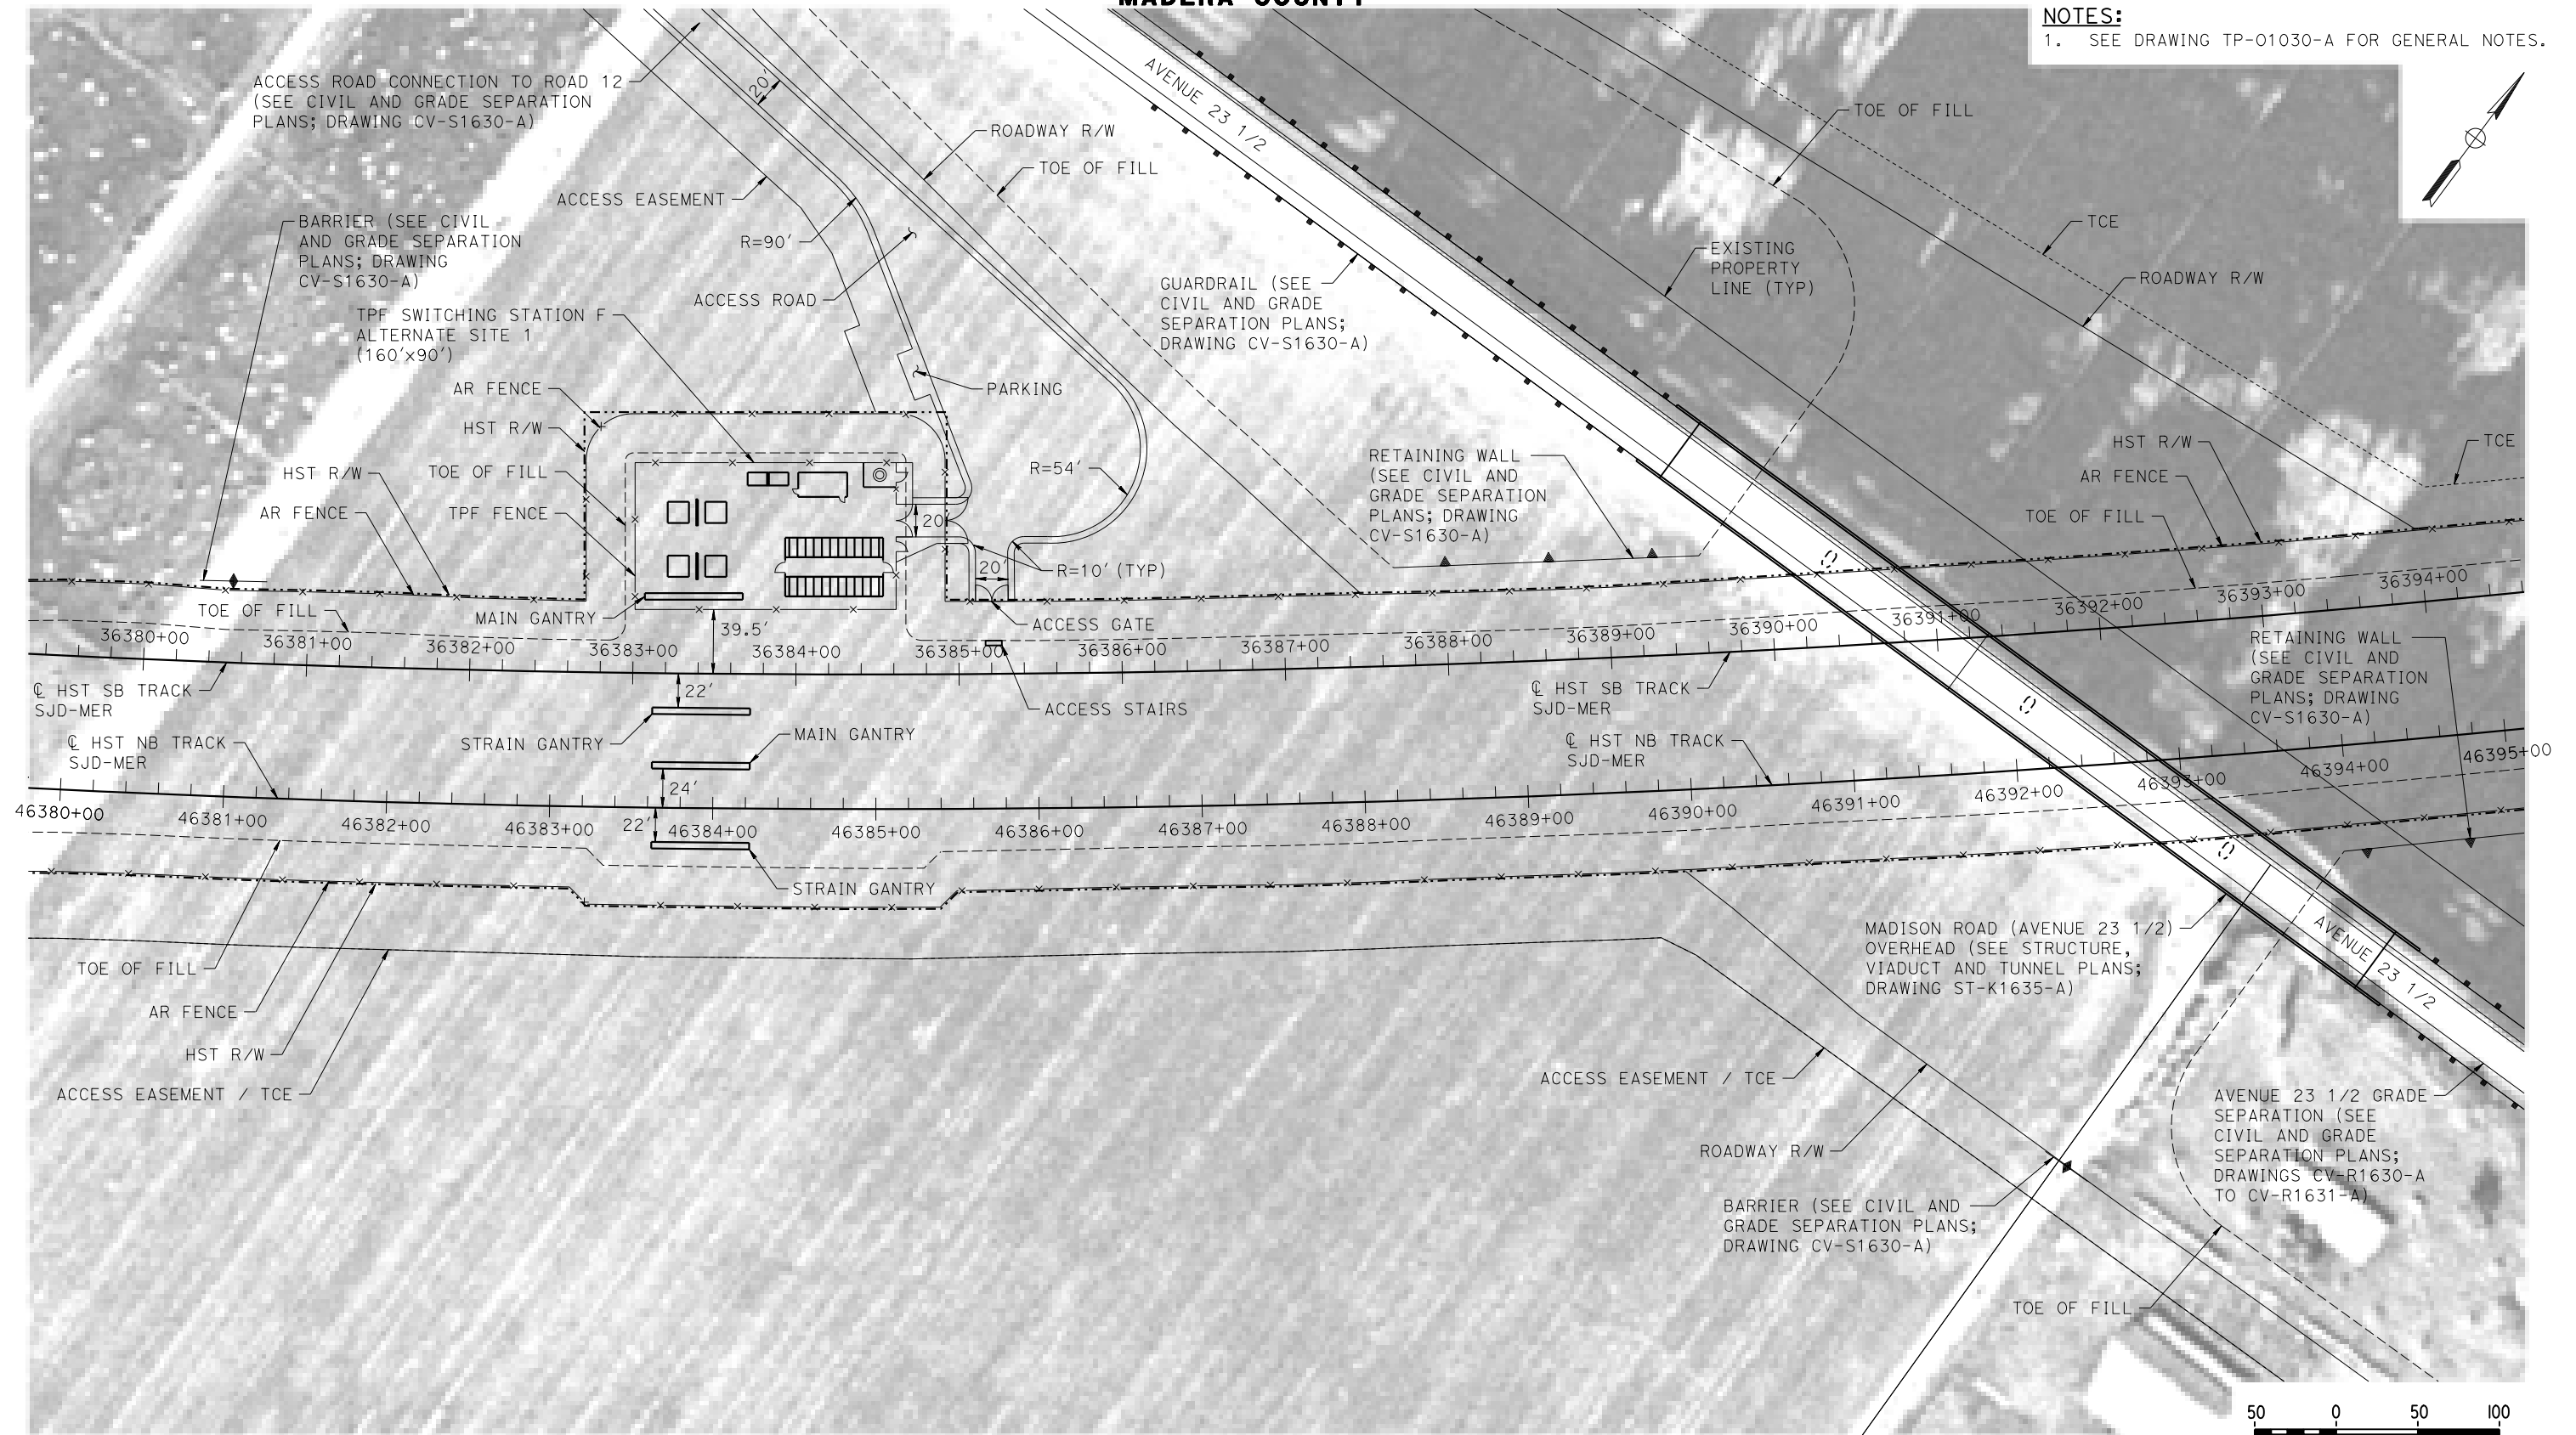 MADERA COUNTY
NOTES:
1. SEE DRAWING TP-O1030-A FOR GENERAL NOTES.
ACCESS ROAD CONNECTION TO ROAD 12
(SEE CIVIL AND GRADE SEPARATION
PLANS; DRAWING CV-S1630-A)
20'
AVENUE 23 1/2
ROADWAY R/W
TOE OF FILL
TOE OF FILL
ACCESS EASEMENT
BARRIER (SEE CIVIL
AND GRADE SEPARATION
PLANS; DRAWING
CV-S1630-A)
R=90'
ACCESS ROAD
TCE
EXISTING
PROPERTY
LINE (TYP)
ROADWAY R/W
GUARDRAIL (SEE
CIVIL AND GRADE
SEPARATION PLANS;
DRAWING CV-S1630-A)
TPF SWITCHING STATION F
ALTERNATE SITE 1
(160'x90')
AR FENCE
PARKING
HST R/W
HST R/W
TOE OF FILL
AR FENCE
TPF FENCE
R=54'
RETAINING WALL
(SEE CIVIL AND
GRADE SEPARATION
PLANS; DRAWING
CV-S1630-A)
HST R/W
TCE
AR FENCE
TOE OF FILL
20'
R=10' (TYP)
20'
TOE OF FILL
MAIN GANTRY
39.5'
ACCESS GATE
36380+00
36381+00
36382+00
36383+00
36384+00
36385+00
36386+00
36387+00
36388+00
36389+00
36390+00
36391+00
36392+00
36393+00
36394+00
RETAINING WALL
(SEE CIVIL AND
GRADE SEPARATION
PLANS; DRAWING
CV-S1630-A)
℄ HST SB TRACK
SJD-MER
22'
ACCESS STAIRS
℄ HST SB TRACK
SJD-MER
STRAIN GANTRY
MAIN GANTRY
℄ HST NB TRACK
SJD-MER
℄ HST NB TRACK
SJD-MER
24'
22'
46380+00
46381+00
46382+00
46383+00
46384+00
46385+00
46386+00
46387+00
46388+00
46389+00
46390+00
46391+00
46392+00
46393+00
46394+00
46395+00
STRAIN GANTRY
MADISON ROAD (AVENUE 23 1/2)
OVERHEAD (SEE STRUCTURE,
VIADUCT AND TUNNEL PLANS;
DRAWING ST-K1635-A)
AVENUE 23 1/2
TOE OF FILL
AR FENCE
HST R/W
ACCESS EASEMENT / TCE
ACCESS EASEMENT / TCE
ROADWAY R/W
AVENUE 23 1/2 GRADE
SEPARATION (SEE
CIVIL AND GRADE
SEPARATION PLANS;
DRAWINGS CV-R1630-A
TO CV-R1631-A)
BARRIER (SEE CIVIL AND
GRADE SEPARATION PLANS;
DRAWING CV-S1630-A)
TOE OF FILL
50 0 50 100